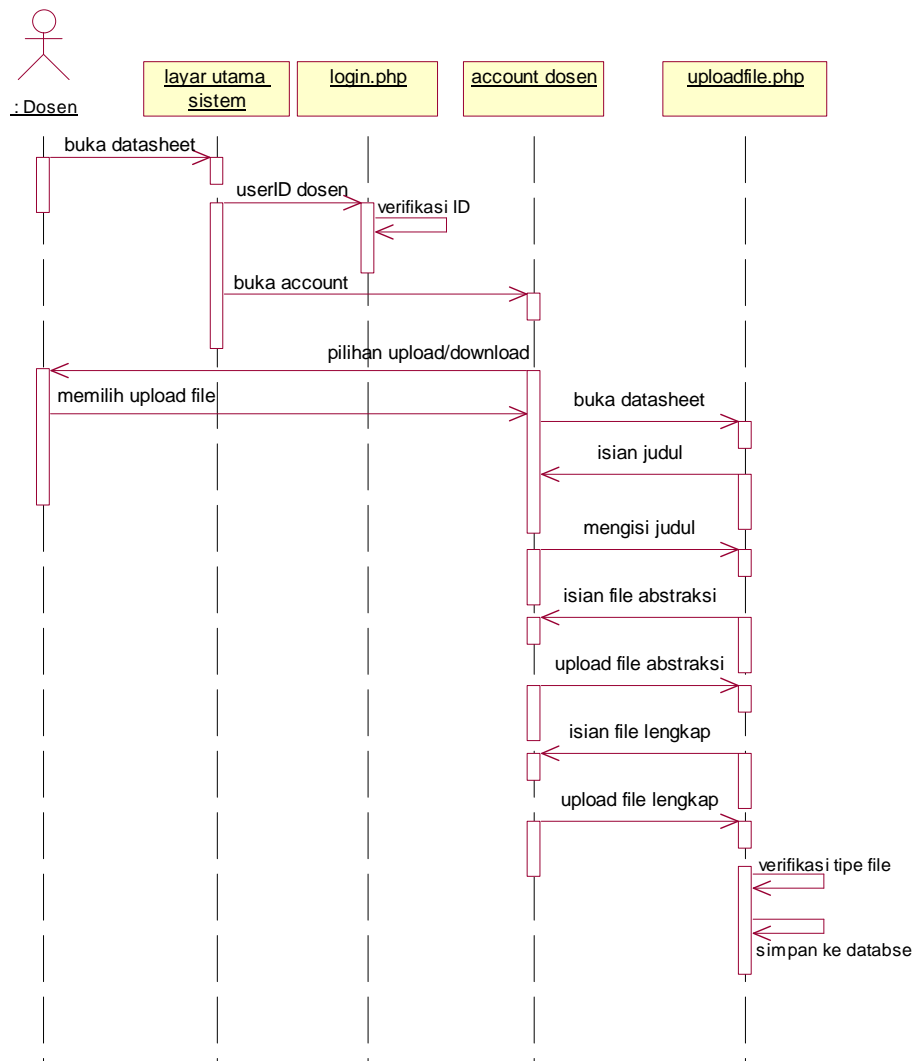 : Dosen
layar utama
sistem
login.php
account dosen
uploadfile.php
buka datasheet
userID dosen
verifikasi ID
buka account
pilihan upload/download
memilih upload file
buka datasheet
isian judul
mengisi judul
isian file abstraksi
upload file abstraksi
isian file lengkap
upload file lengkap
verifikasi tipe file
simpan ke databse